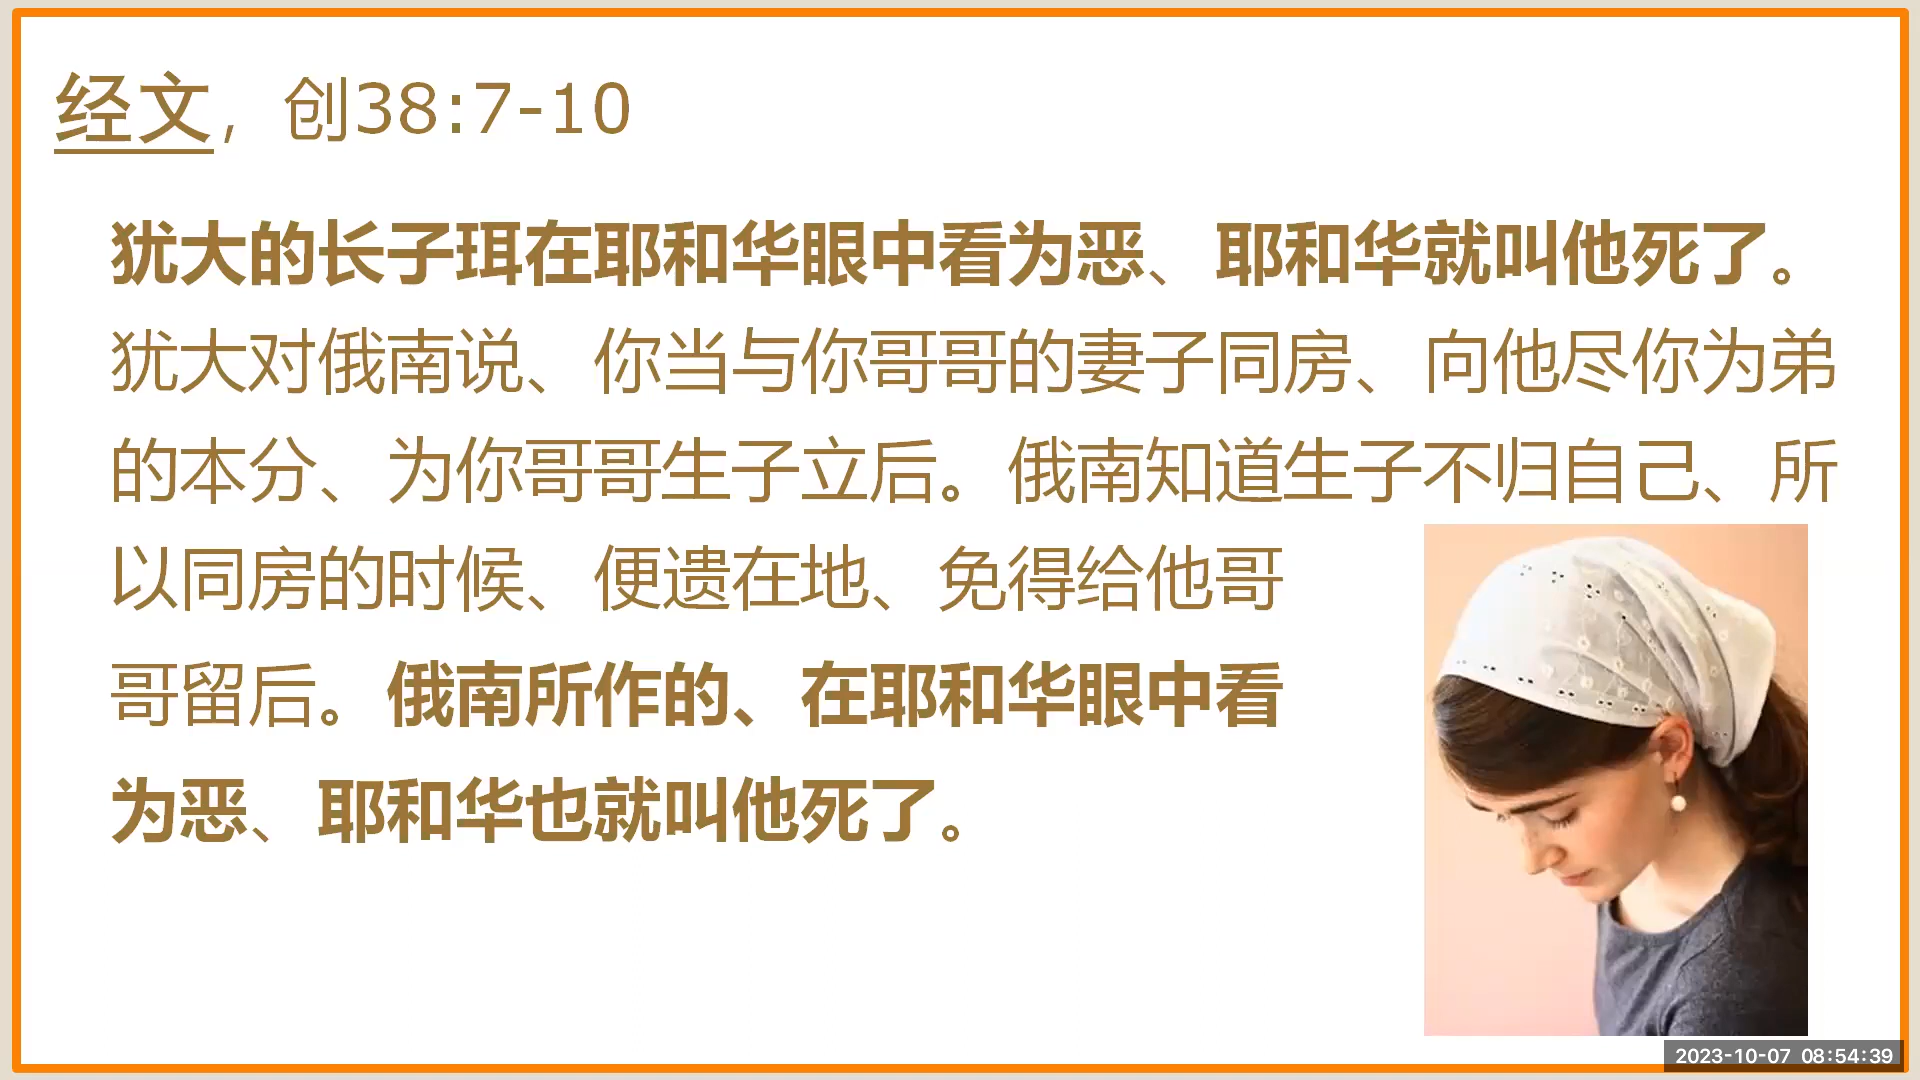 经文，创38:7-10
犹大的长子珥在耶和华眼中看为恶、耶和华就叫他死了。
犹大对俄南说、你当与你哥哥的妻子同房、向他尽你为弟
的本分、为你哥哥生子立后。俄南知道生子不归自己、所
以同房的时候、便遗在地、免得给他哥
哥留后。俄南所作的、在耶和华眼中看
为恶、耶和华也就叫他死了。
2023-10-07 08:54:39